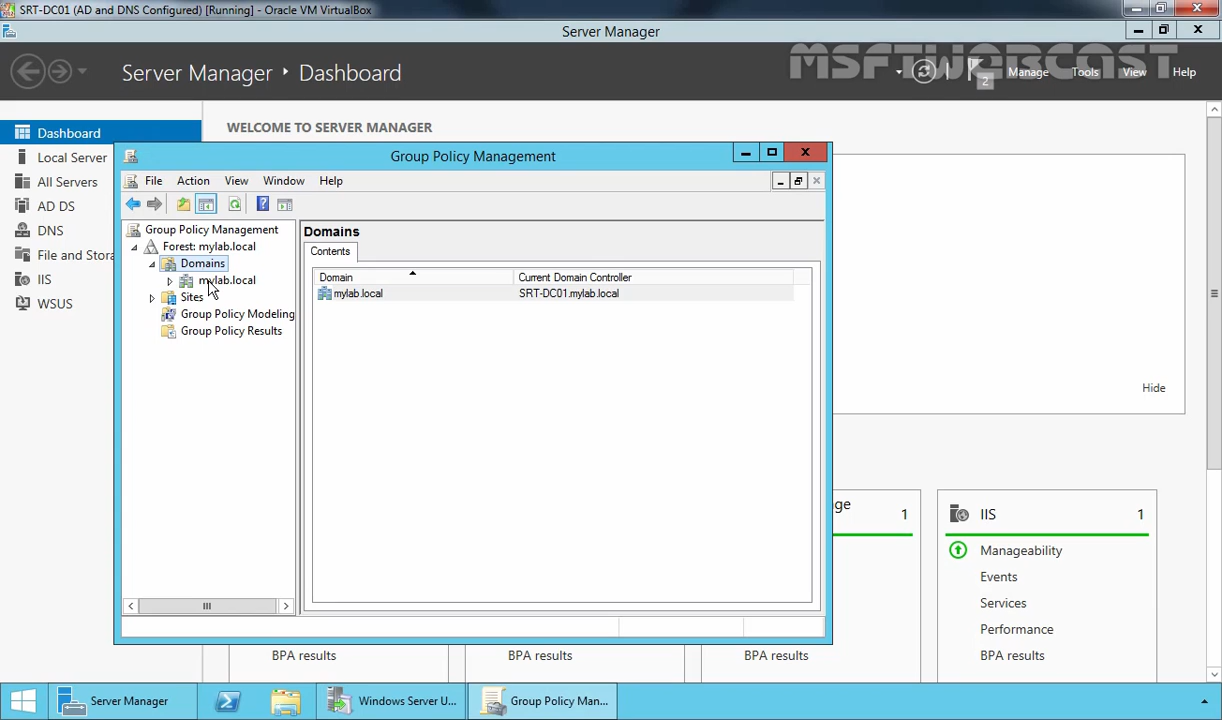 SRT-DC01 (AD and DNS Configured) [Running] - Oracle VM VirtualBox
Server Manager
Server Manager Dashboard
MSFTWEBCAST
2
Manage
Tools
View
Help
Dashboard
Local Server
All Servers
AD DS
DNS
File and Stora
IIS
WSUS
WELCOME TO SERVER MANAGER
Group Policy Management
File Action View Window Help
Group Policy Management
Forest: mylab.local
Domains
mylab.local
Sites
Group Policy Modeling
Group Policy Results
Domains
Contents
Domain Current Domain Controller
mylab.local SRT-DC01.mylab.local
Hide
ge 1
IIS 1
Manageability
Events
Services
Performance
BPA results BPA results BPA results BPA results
Server Manager
Windows Server U...
Group Policy Man...